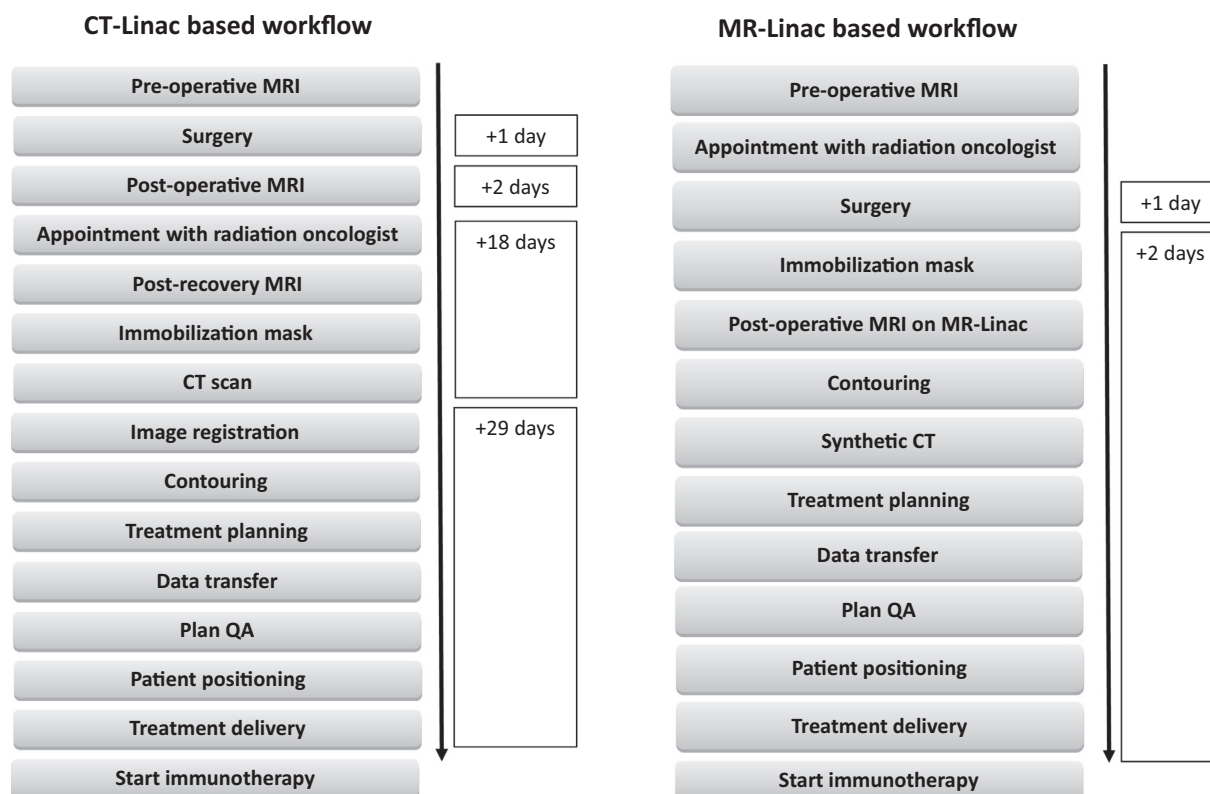 CT-Linac based workflow
Pre-operative MRI
Surgery
+1 day
Post-operative MRI
+2 days
Appointment with radiation oncologist
+18 days
Post-recovery MRI
Immobilization mask
CT scan
Image registration
+29 days
Contouring
Treatment planning
Data transfer
Plan QA
Patient positioning
Treatment delivery
Start immunotherapy
MR-Linac based workflow
Pre-operative MRI
Appointment with radiation oncologist
Surgery
+1 day
Immobilization mask
+2 days
Post-operative MRI on MR-Linac
Contouring
Synthetic CT
Treatment planning
Data transfer
Plan QA
Patient positioning
Treatment delivery
Start immunotherapy